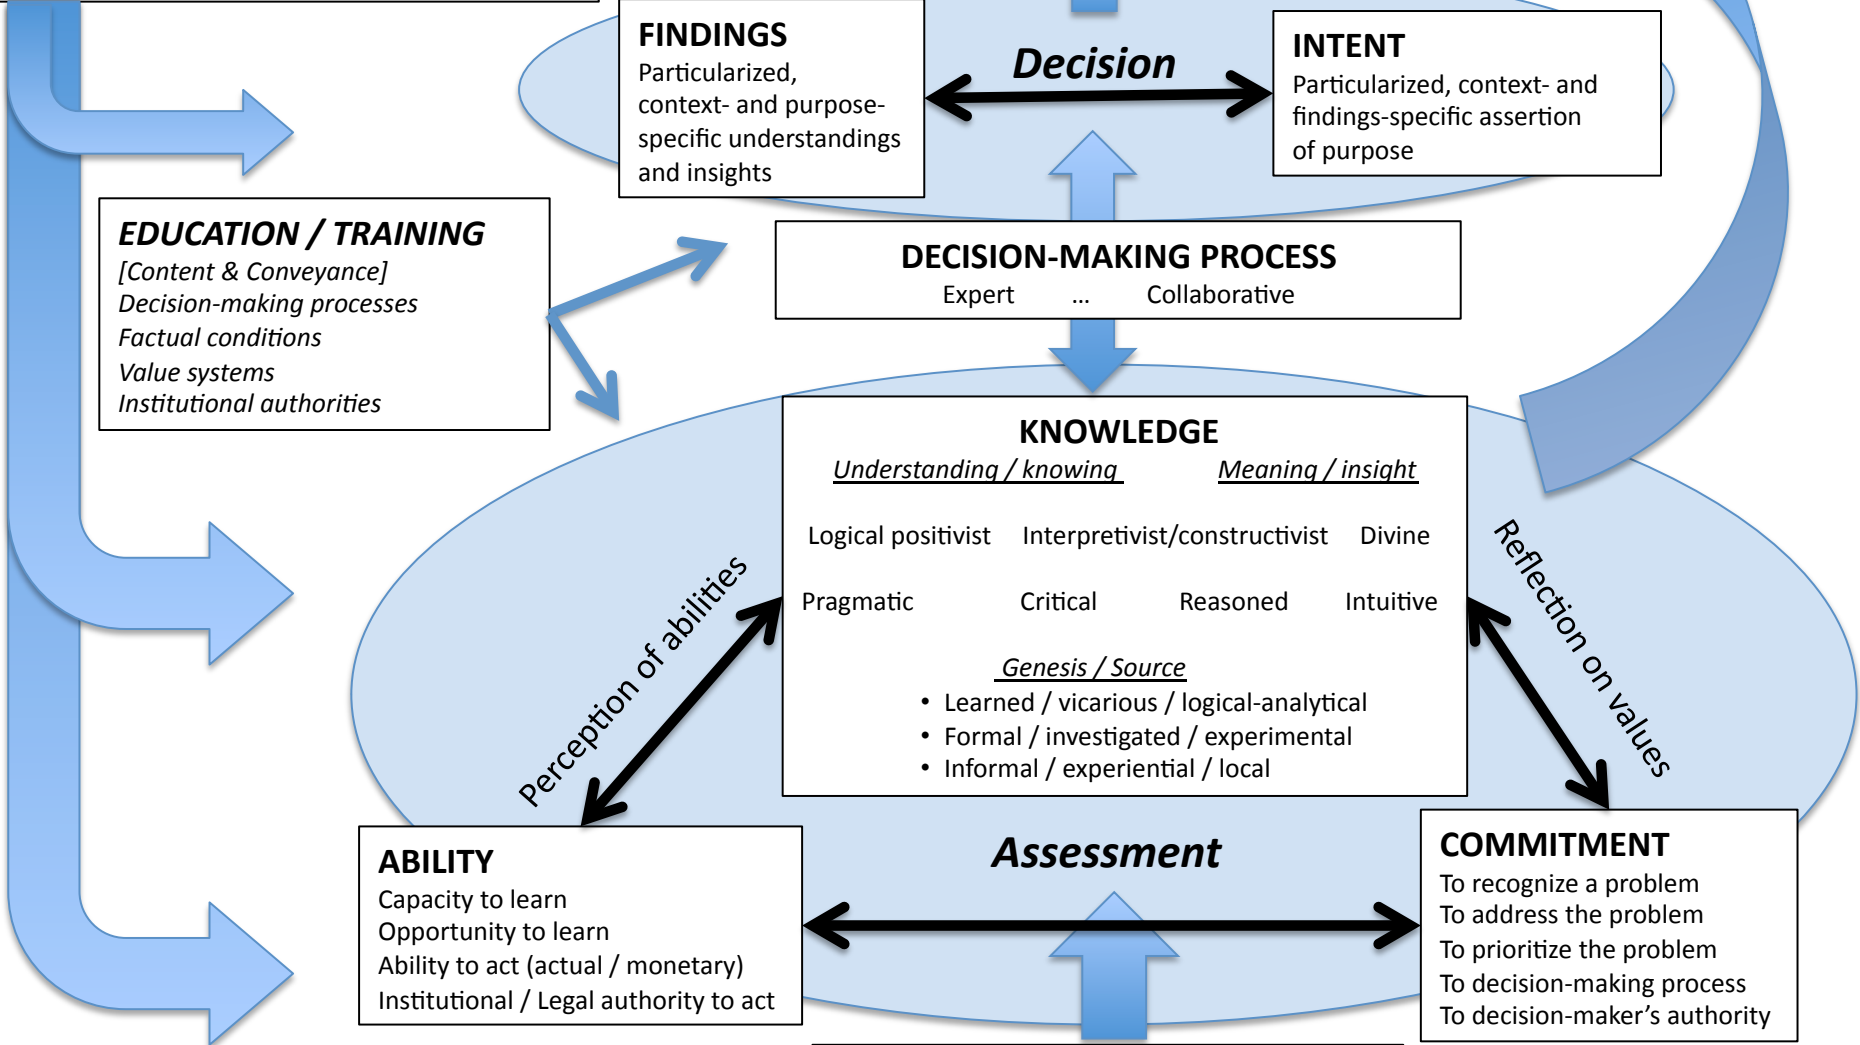 FINDINGS
Particularized,
context- and purpose-
specific understandings
and insights
Decision
INTENT
Particularized, context- and
findings-specific assertion
of purpose
EDUCATION / TRAINING
[Content & Conveyance]
Decision-making processes
Factual conditions
Value systems
Institutional authorities
DECISION-MAKING PROCESS
Expert ... Collaborative
KNOWLEDGE
Understanding / knowing Meaning / insight
Logical positivist Interpretivist/constructivist Divine
Pragmatic Critical Reasoned Intuitive
Genesis / Source
• Learned / vicarious / logical-analytical
• Formal / investigated / experimental
• Informal / experiential / local
Perception of abilities
Reflection on values
Assessment
ABILITY
Capacity to learn
Opportunity to learn
Ability to act (actual / monetary)
Institutional / Legal authority to act
COMMITMENT
To recognize a problem
To address the problem
To prioritize the problem
To decision-making process
To decision-maker's authority